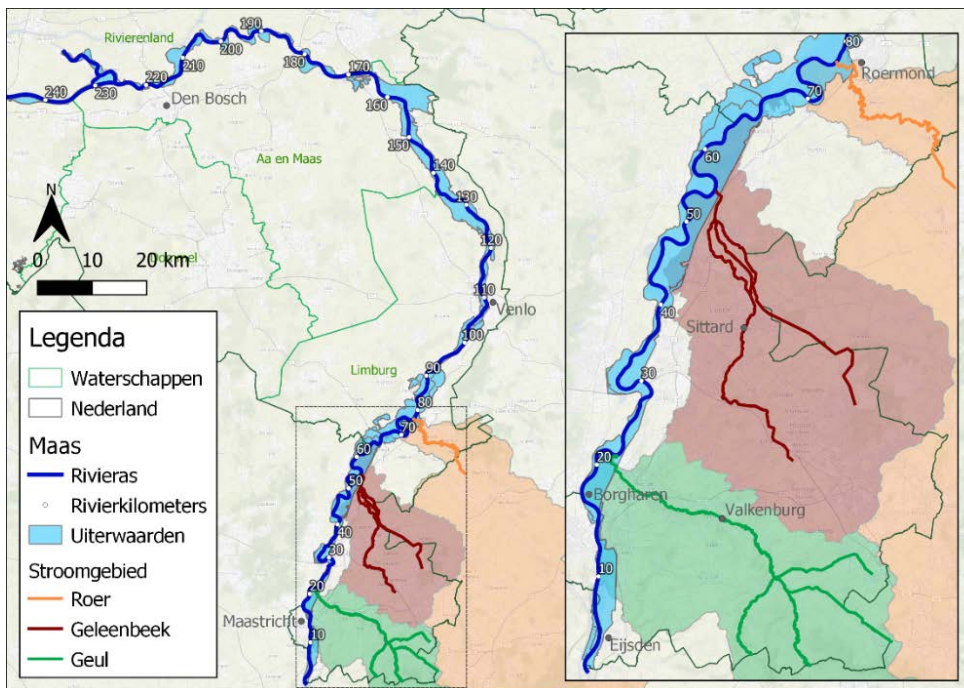 190
Rivierenland
200
210
180
170
240
230
220
160
Den Bosch
150
Aa en Maas
140
130
N
120
0 10 20 km
110
Venlo
100
Limburg
90
80
70
60
50
40
30
20
Maastricht
10
Legenda
Waterschappen
Nederland
Maas
Rivieras
Rivierkilometers
Uiterwaarden
Stroomgebied
Roer
Geleenbeek
Geul
80
Roermond
70
60
50
40
Sittard
30
20
Borgharen
Valkenburg
10
Eijsden